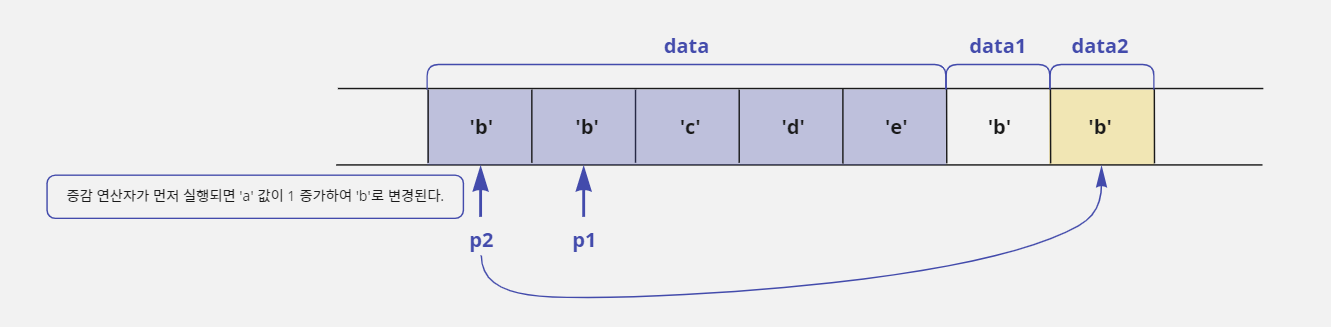 data data1 data2
'b' 'b' 'c' 'd' 'e' 'b' 'b'
증감 연산자가 먼저 실행되면 'a' 값이 1 증가하여 'b'로 변경된다.
p2 p1